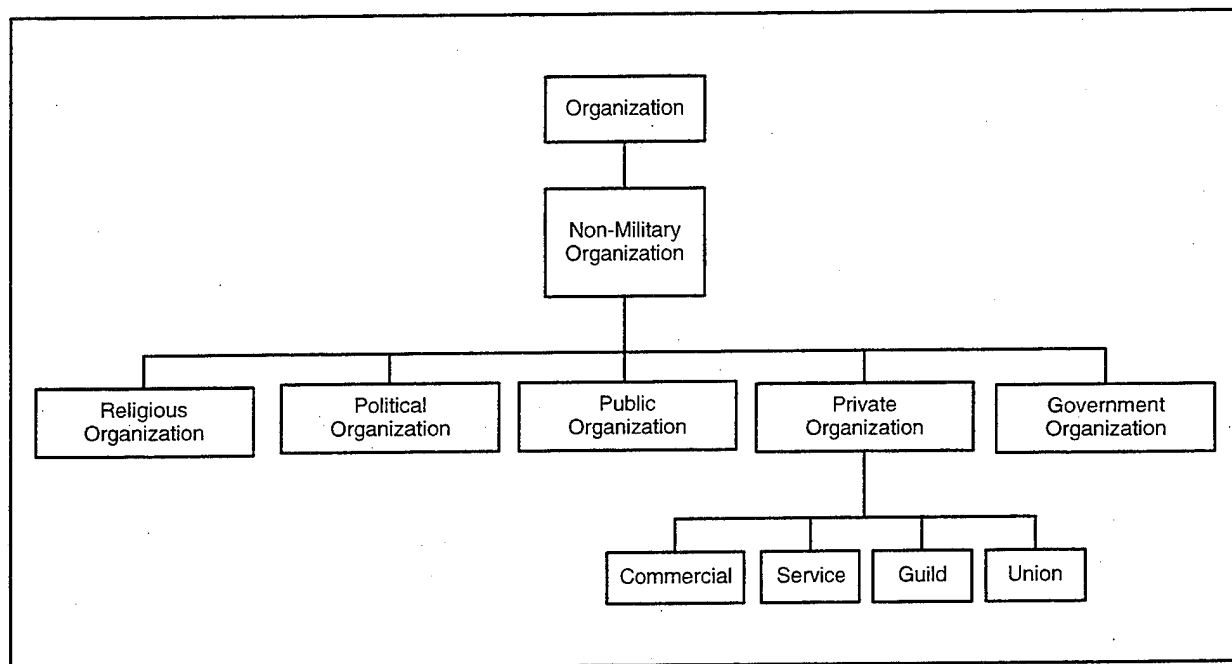 Organization
Non-Military
Organization
Religious
Organization
Political
Organization
Public
Organization
Private
Organization
Government
Organization
Commercial
Service
Guild
Union